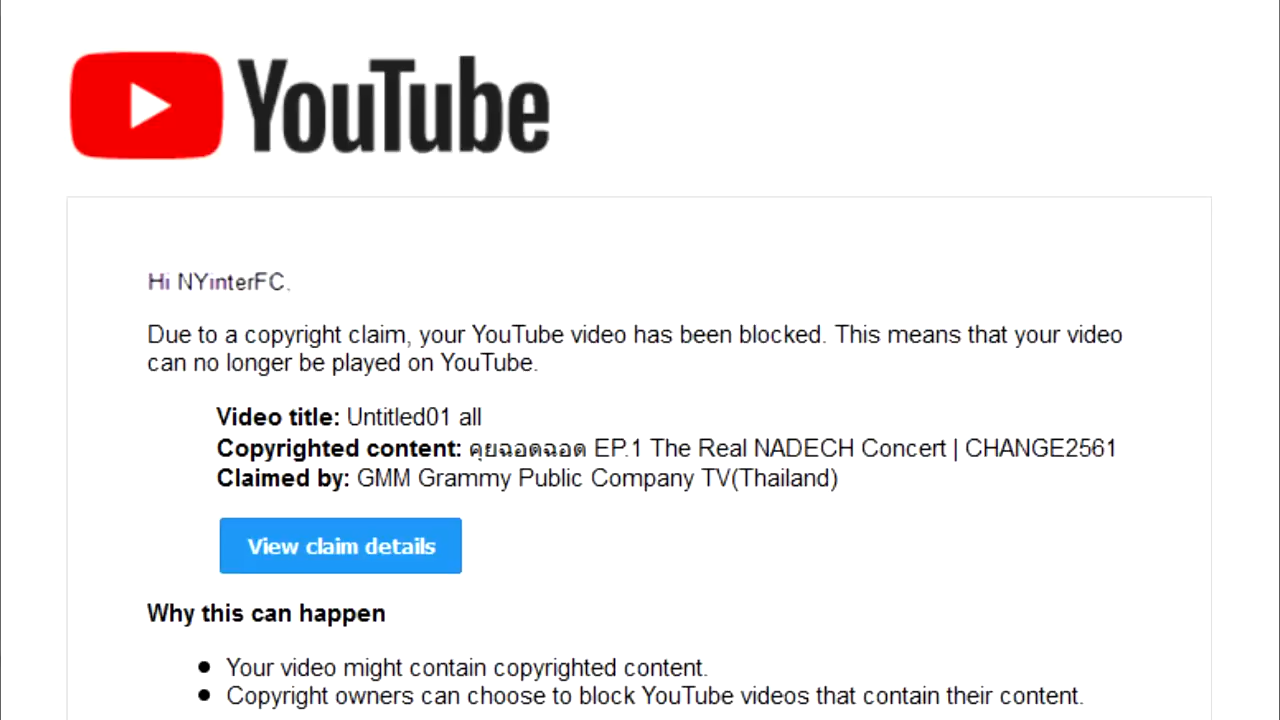 YouTube
Hi NYinterFC.
Due to a copyright claim, your YouTube video has been blocked. This means that your video
can no longer be played on YouTube.
Video title: Untitled01 all
Copyrighted content: คุยฉอดฉอด EP.1 The Real NADECH Concert | CHANGE2561
Claimed by: GMM Grammy Public Company TV(Thailand)
View claim details
Why this can happen
• Your video might contain copyrighted content.
• Copyright owners can choose to block YouTube videos that contain their content.